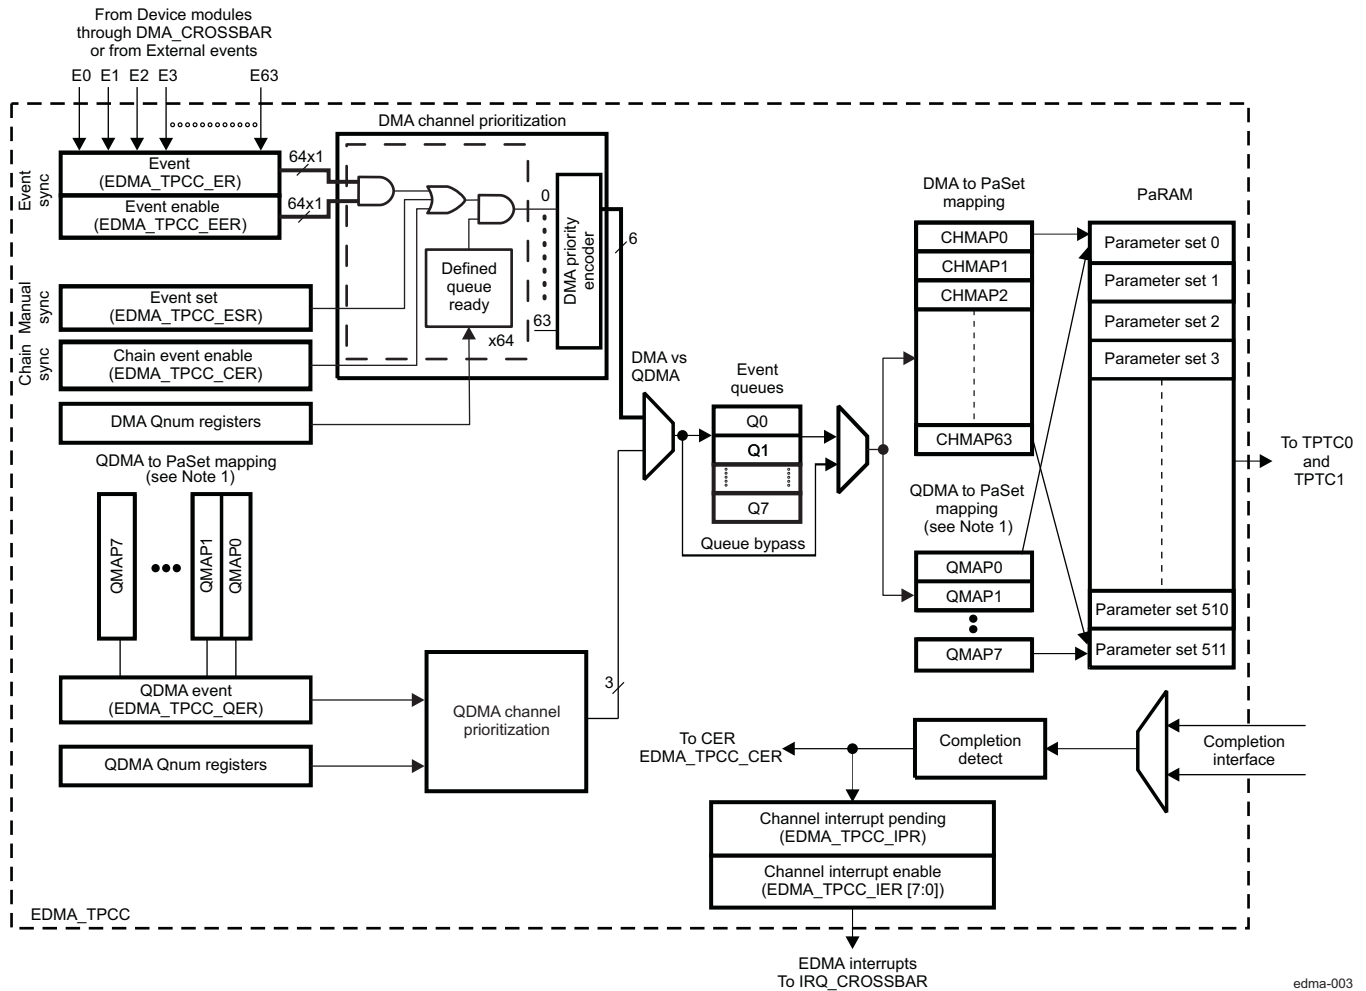 From Device modules
through DMA_CROSSBAR
or from External events
E0 E1 E2 E3 E63
DMA channel prioritization
Event
sync
Event
(EDMA_TPCC_ER)
Event enable
(EDMA_TPCC_EER)
64x1
64x1
Manual
sync
Event set
(EDMA_TPCC_ESR)
Chain
sync
Chain event enable
(EDMA_TPCC_CER)
DMA Qnum registers
Defined
queue
ready
x64
0
63
DMA priority
encoder
6
QDMA to PaSet mapping
(see Note 1)
QMAP7
QMAP1
QMAP0
QDMA event
(EDMA_TPCC_QER)
QDMA Qnum registers
QDMA channel
prioritization
3
DMA vs
QDMA
Event
queues
Q0
Q1
Q7
Queue bypass
DMA to PaSet
mapping
CHMAP0
CHMAP1
CHMAP2
CHMAP63
QDMA to PaSet
mapping
(see Note 1)
QMAP0
QMAP1
QMAP7
PaRAM
Parameter set 0
Parameter set 1
Parameter set 2
Parameter set 3
Parameter set 510
Parameter set 511
To TPTC0
and
TPTC1
Completion
interface
Completion
detect
To CER
EDMA_TPCC_CER
Channel interrupt pending
(EDMA_TPCC_IPR)
Channel interrupt enable
(EDMA_TPCC_IER [7:0])
EDMA_TPCC
EDMA interrupts
To IRQ_CROSSBAR
edma-003